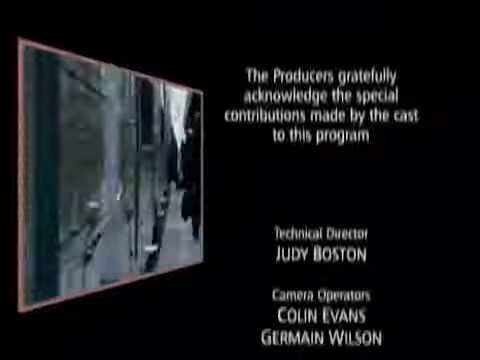 The Producers gratefully
acknowledge the special
contributions made by the cast
to this program
Technical Director
JUDY BOSTON
Camera Operators
COLIN EVANS
GERMAIN WILSON